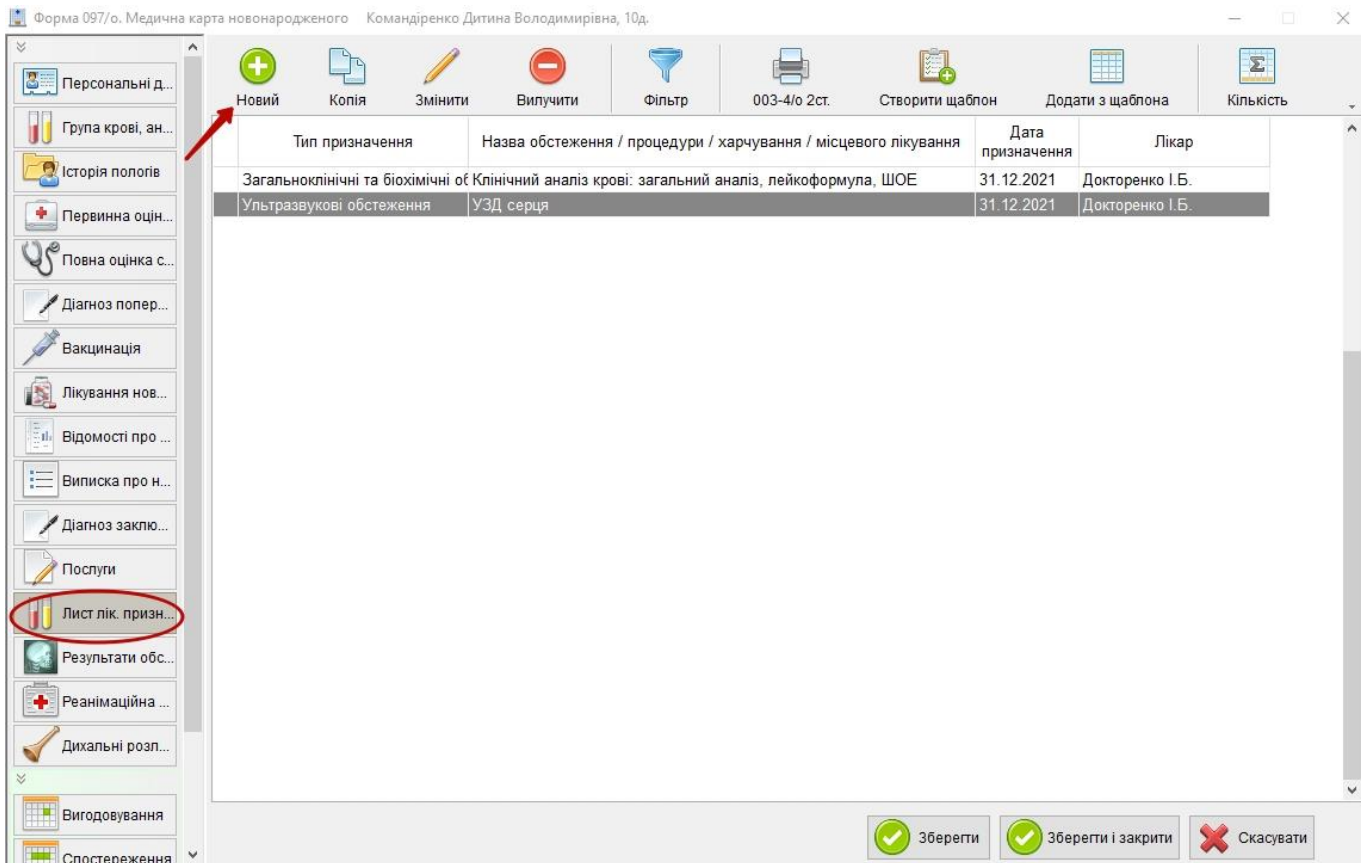 Форма 097/о. Медична карта новонародженого Командіренко Дитина Володимирівна, 10д.
Персональні д...
Група крові, ан...
Історія пологів
Первинна оцін...
Повна оцінка с...
Діагноз попер...
Вакцинація
Лікування нов...
Відомості про ...
Виписка про н...
Діагноз заклю...
Послуги
Лист лік. призн...
Результати обс...
Реанімаційна ...
Дихальні розл...
Вигодовування
Спостереження
Новий Копія Змінити Вилучити Фільтр 003-4/о 2ст. Створити щаблон Додати з щаблона Кількість
Тип призначення Назва обстеження / процедури / харчування / місцевого лікування Дата призначення Лікар
Загальноклінічні та біохімічні об Клінічний аналіз крові: загальний аналіз, лейкоформула, ШОЕ 31.12.2021 Докторенко І.Б.
Ультразвукові обстеження УЗД серця 31.12.2021 Докторенко І.Б.
Зберегти Зберегти і закрити Скасувати